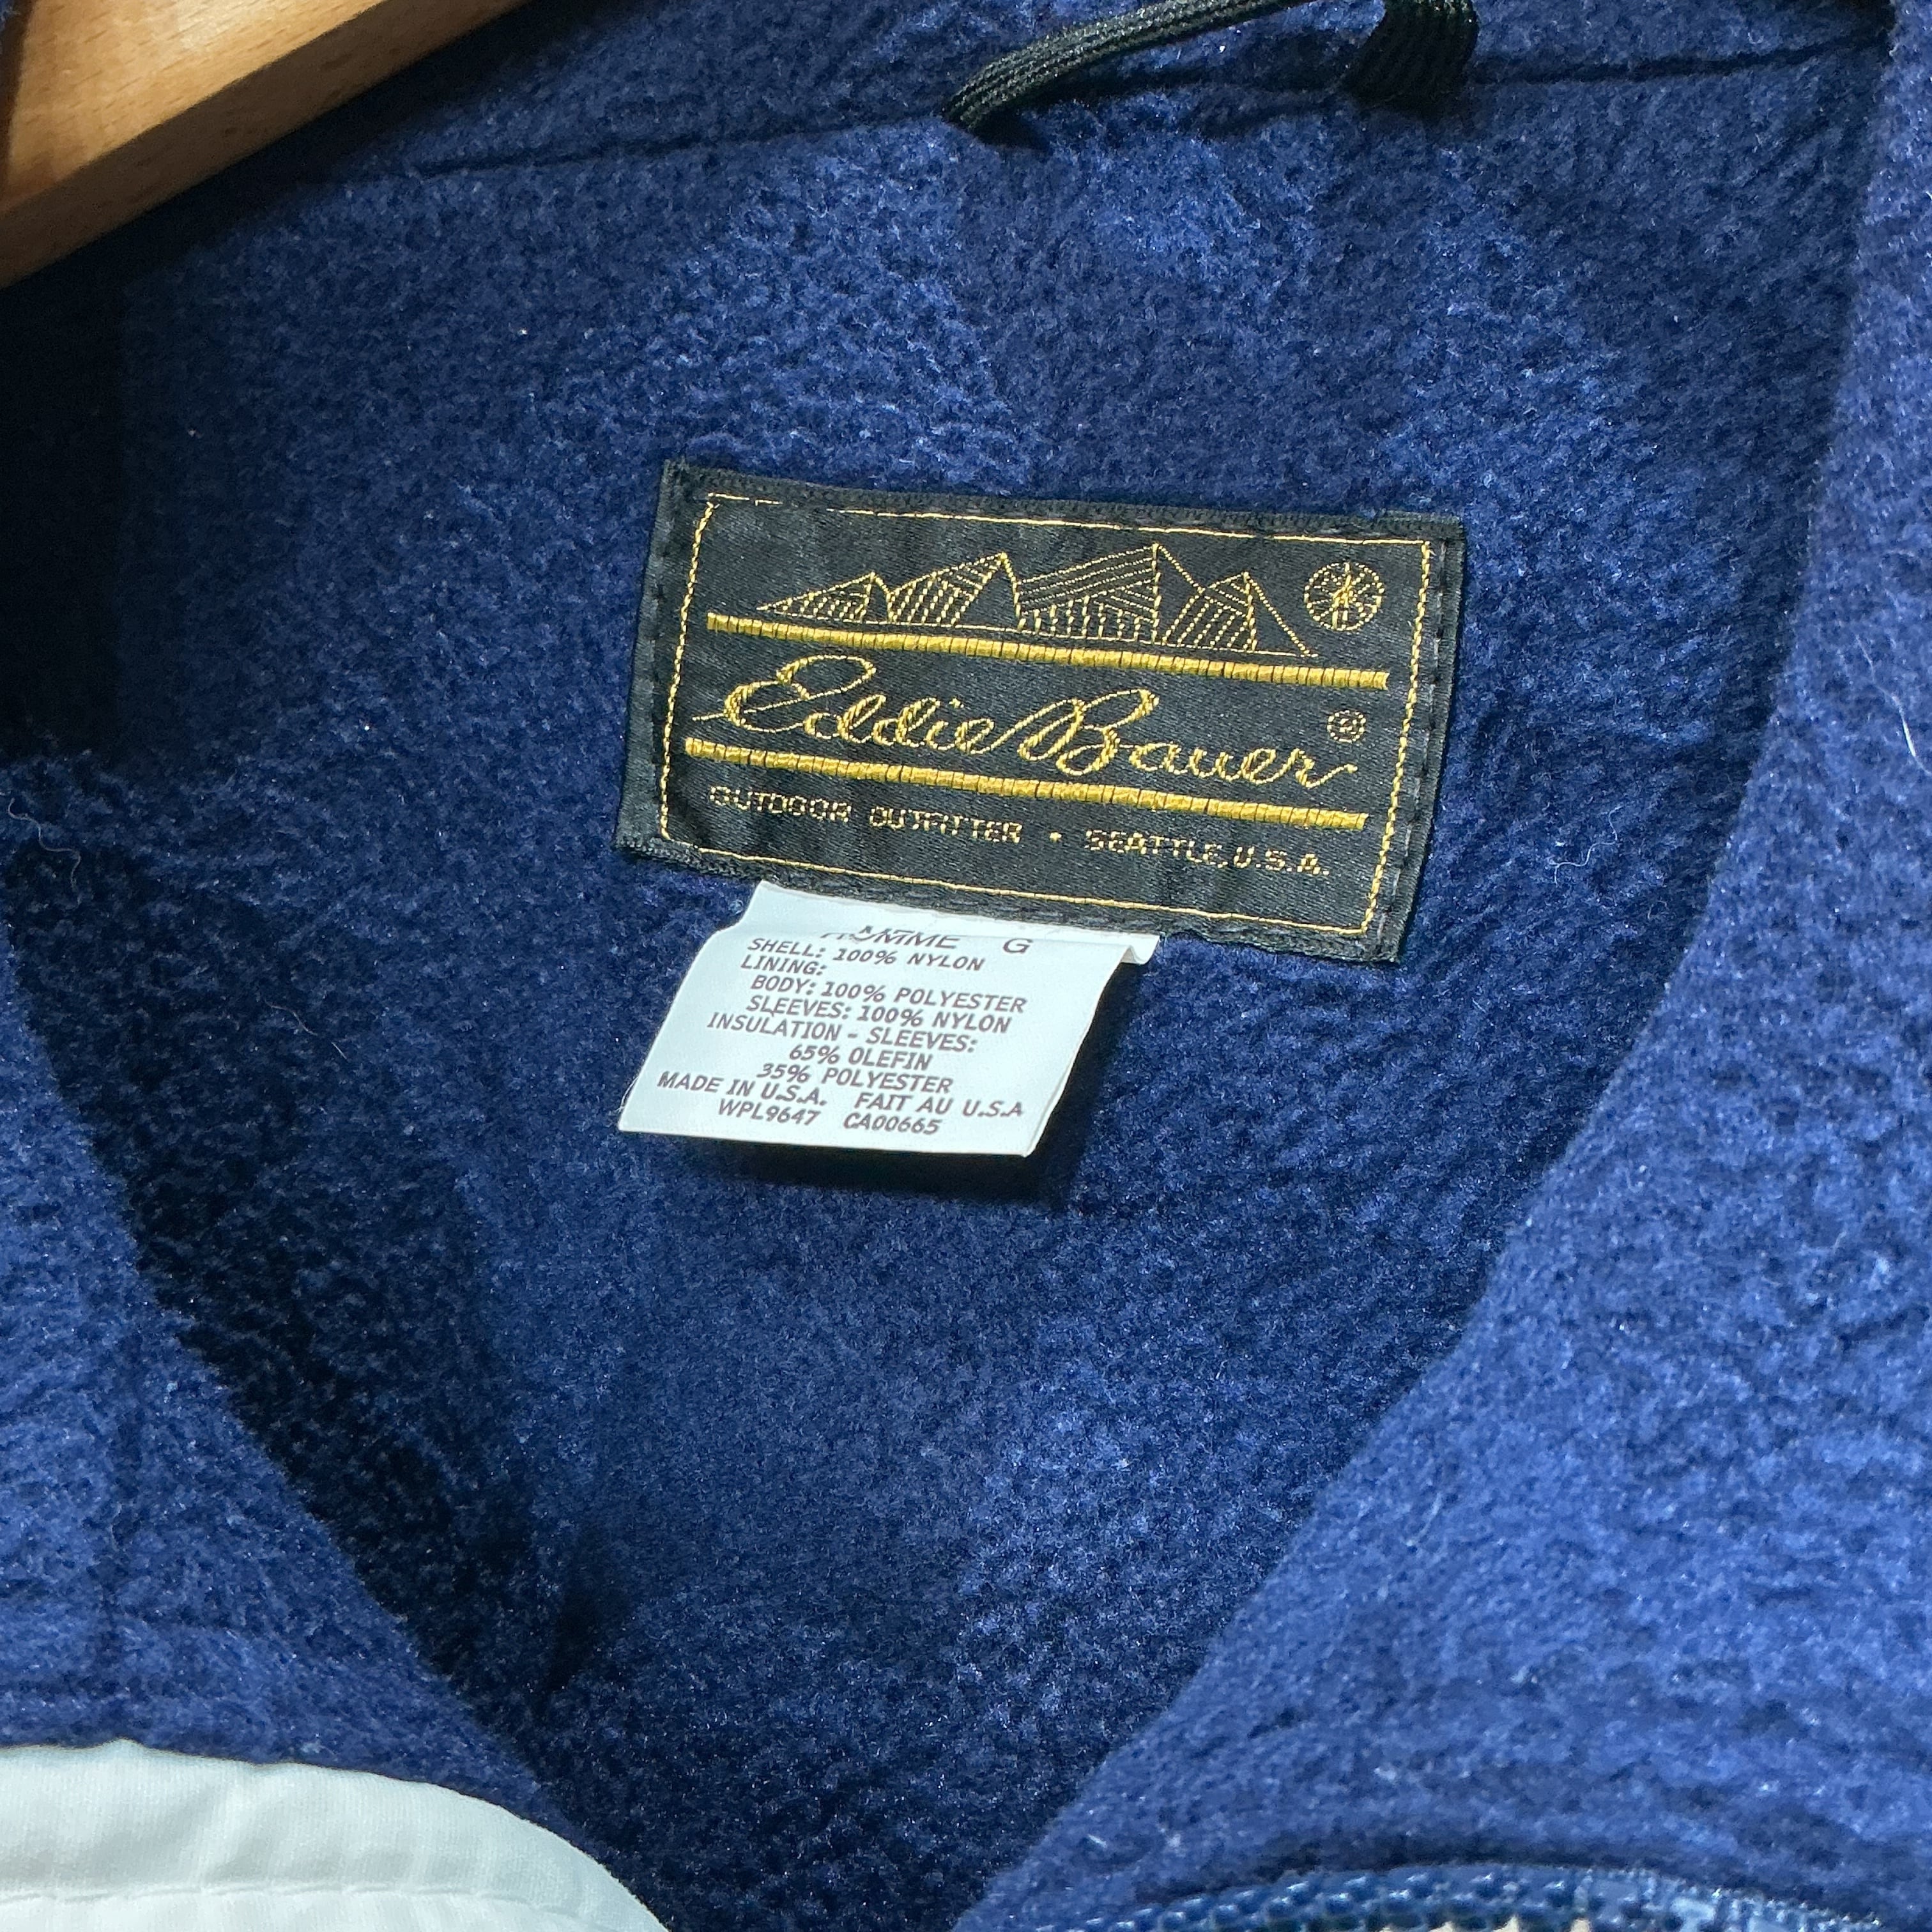 Eddie Bauer ®
OUTDOOR OUTFITTER • SEATTLE, U.S.A.
HOMME G
SHELL: 100% NYLON
LINING:
BODY: 100% POLYESTER
SLEEVES: 100% NYLON
INSULATION - SLEEVES:
65% OLEFIN
35% POLYESTER
MADE IN U.S.A. FAIT AU U.S.A
WPL9647 CA00665